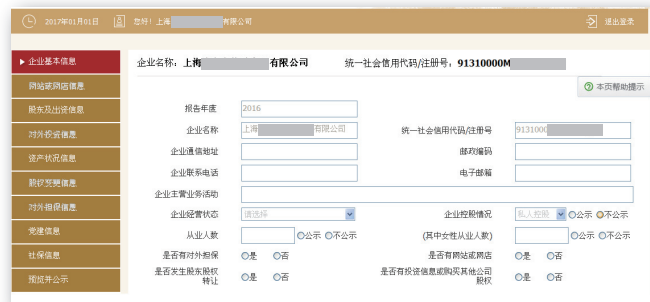 2017年01月01日 您好！上海 有限公司 退出登录
企业基本信息
网站或网店信息
股东及出资信息
对外投资信息
资产状况信息
股权变更信息
对外担保信息
党建信息
社保信息
预览并公示
企业名称：上海 有限公司 统一社会信用代码/注册号：91310000M
本页帮助提示
报告年度 2016
企业名称 上海 有限公司 统一社会信用代码/注册号 9131000
企业通信地址 邮政编码
企业联系电话 电子邮箱
企业主营业务活动
企业经营状态 请选择 企业控股情况 私人控股 公示 不公示
从业人数 公示 不公示 (其中女性从业人数) 公示 不公示
是否有对外担保 是 否 是否有网站或网店 是 否
是否发生股东股权转让 是 否 是否有投资信息或购买其他公司股权 是 否